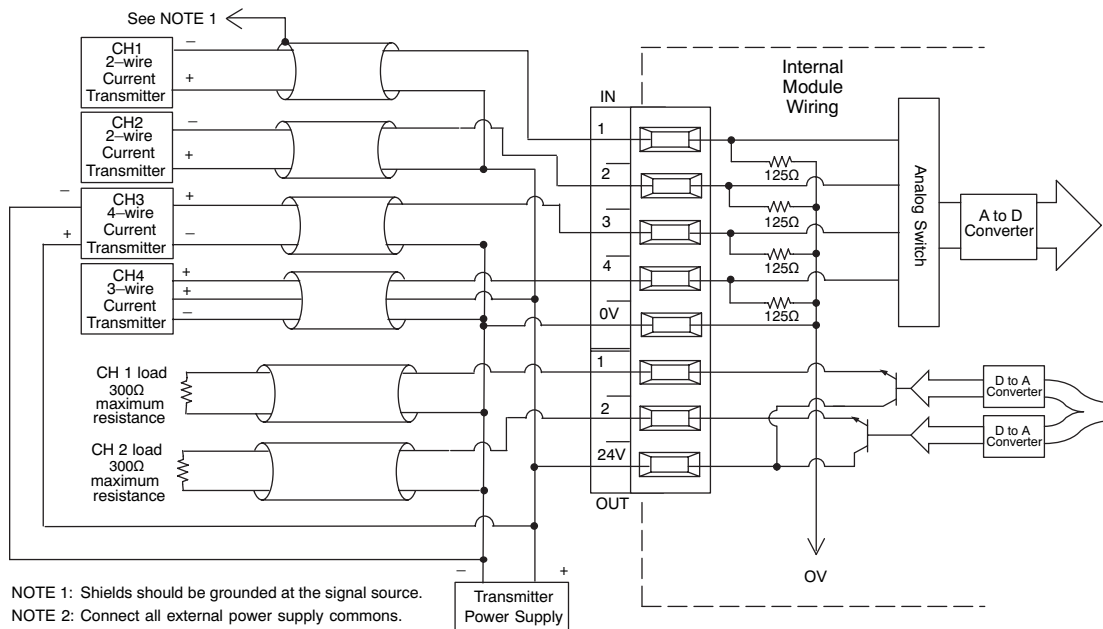 See NOTE 1
CH1
2–wire
Current
Transmitter
–
+
CH2
2–wire
Current
Transmitter
–
+
–
+
CH3
4–wire
Current
Transmitter
+
–
CH4
3–wire
Current
Transmitter
+
+
–
CH 1 load
300Ω
maximum
resistance
CH 2 load
300Ω
maximum
resistance
IN
1
2
3
4
0V
1
2
24V
OUT
Internal
Module
Wiring
125Ω
125Ω
125Ω
125Ω
Analog Switch
A to D
Converter
D to A
Converter
D to A
Converter
OV
–
+
Transmitter
Power Supply
NOTE 1: Shields should be grounded at the signal source.
NOTE 2: Connect all external power supply commons.